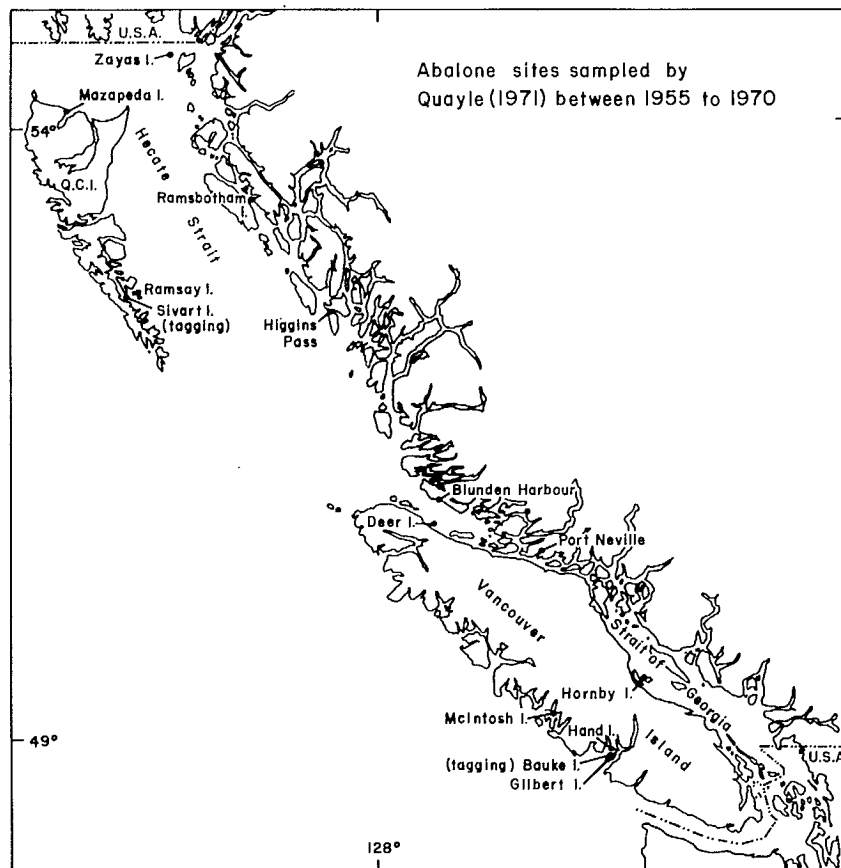 U.S.A.
Zayas I.
Abalone sites sampled by
Quayle (1971) between 1955 to 1970
Mazapeda I.
54°
Hecate
Strait
Q.C.I.
Ramsbotham
Ramsay I.
Sivart I.
(tagging)
Higgins
Pass
Blunden Harbour
Deer I.
Port Neville
Vancouver
Island
Strait of
Georgia
Hornby I.
McIntosh I.
Hand I.
49°
U.S.A.
(tagging) Bauke I.
Gilbert I.
128°